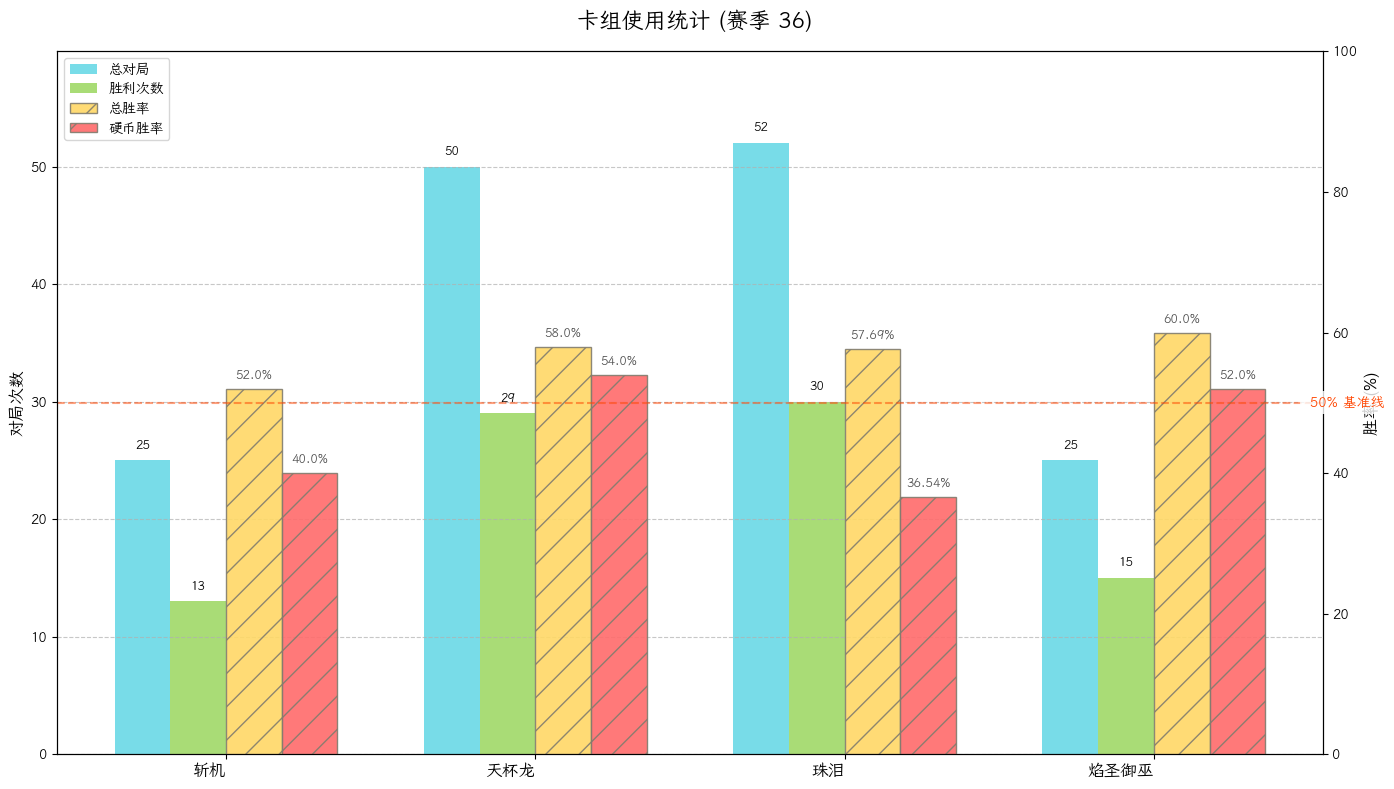 卡组使用统计 (赛季 36)
总对局
胜利次数
总胜率
硬币胜率
对局次数
0
10
20
30
40
50
25
13
52.0%
40.0%
50
29
58.0%
54.0%
52
30
57.69%
36.54%
25
15
60.0%
52.0%
斩机
天杯龙
珠泪
焰圣御巫
0
20
40
60
80
100
50% 基准线
胜率(%)